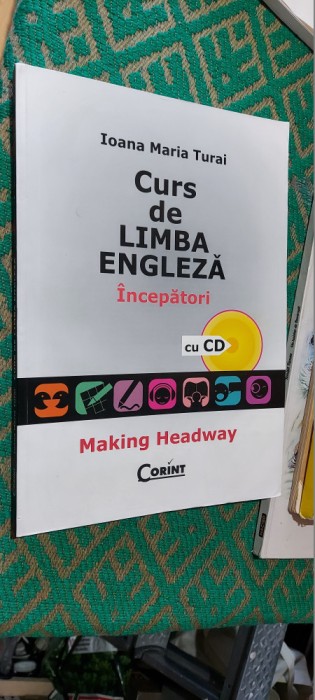 Ioana Maria Turai
Curs
de
LIMBA
ENGLEZĂ
Începători
cu CD
Making Headway
CORINT